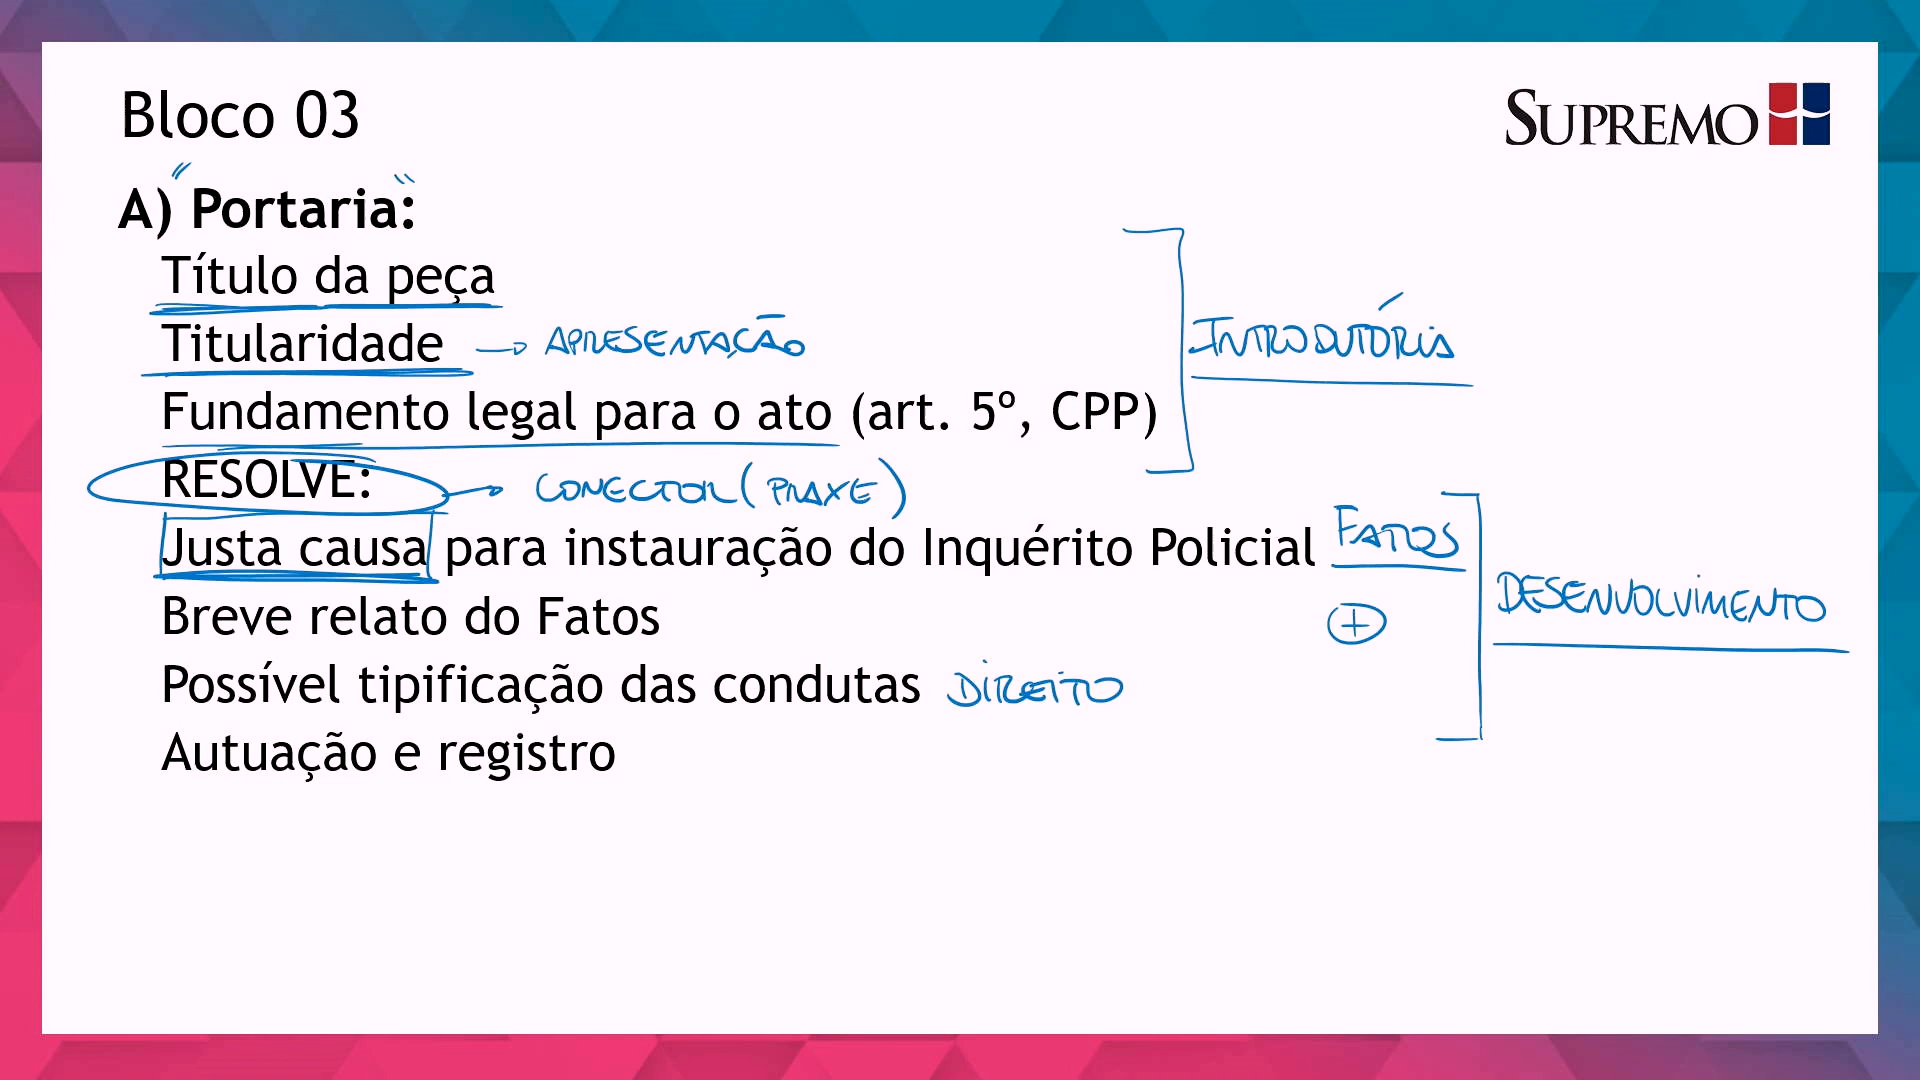 Bloco 03
SUPREMO
" A) Portaria: "
Título da peça
Titularidade → APRESENTAÇÃO
INTRODUTÓRIA
Fundamento legal para o ato (art. 5º, CPP)
RESOLVE: → CONECTOR (PRAXE)
Justa causa para instauração do Inquérito Policial FATOS
DESENVOLVIMENTO
Breve relato do Fatos +
Possível tipificação das condutas DIREITO
Autuação e registro